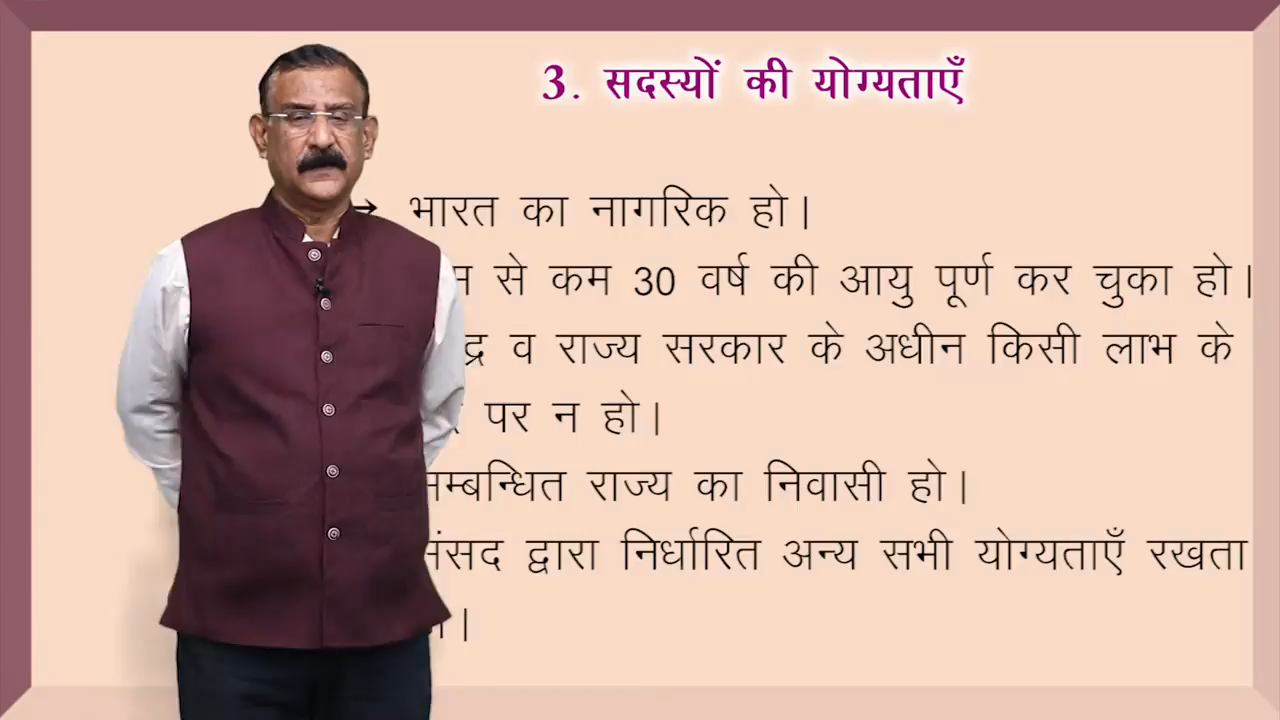 3. सदस्यों की योग्यताएँ
→ भारत का नागरिक हो।
से कम 30 वर्ष की आयु पूर्ण कर चुका हो।
व राज्य सरकार के अधीन किसी लाभ के
पर न हो।
सम्बन्धित राज्य का निवासी हो।
संसद द्वारा निर्धारित अन्य सभी योग्यताएँ रखता